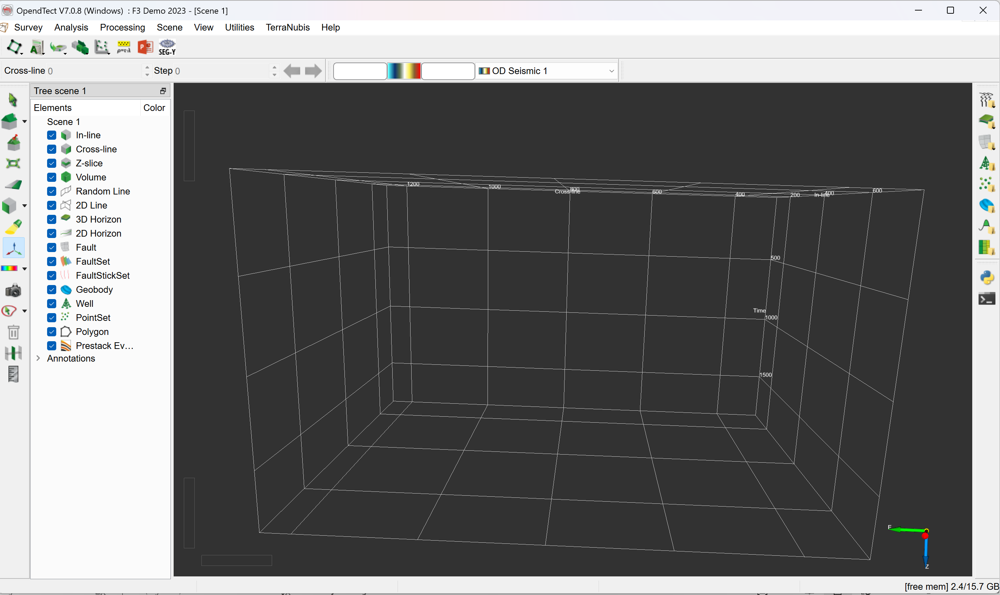 OpendTect V7.0.8 (Windows) : F3 Demo 2023 - [Scene 1]
Survey Analysis Processing Scene View Utilities TerraNubis Help
ρ=τ·λ P SEG-Y
Cross-line 0 Step 0 OD Seismic 1
Tree scene 1
Elements Color
Scene 1
In-line
Cross-line
Z-slice
Volume
Random Line
2D Line
3D Horizon
2D Horizon
Fault
FaultSet
FaultStickSet
Geobody
Well
PointSet
Polygon
Prestack Ev...
Annotations
1200 1000 800 600 400 200 400 600
Cross-line In-line
500
Time
1000
1500
E
Z
[free mem] 2.4/15.7 GB